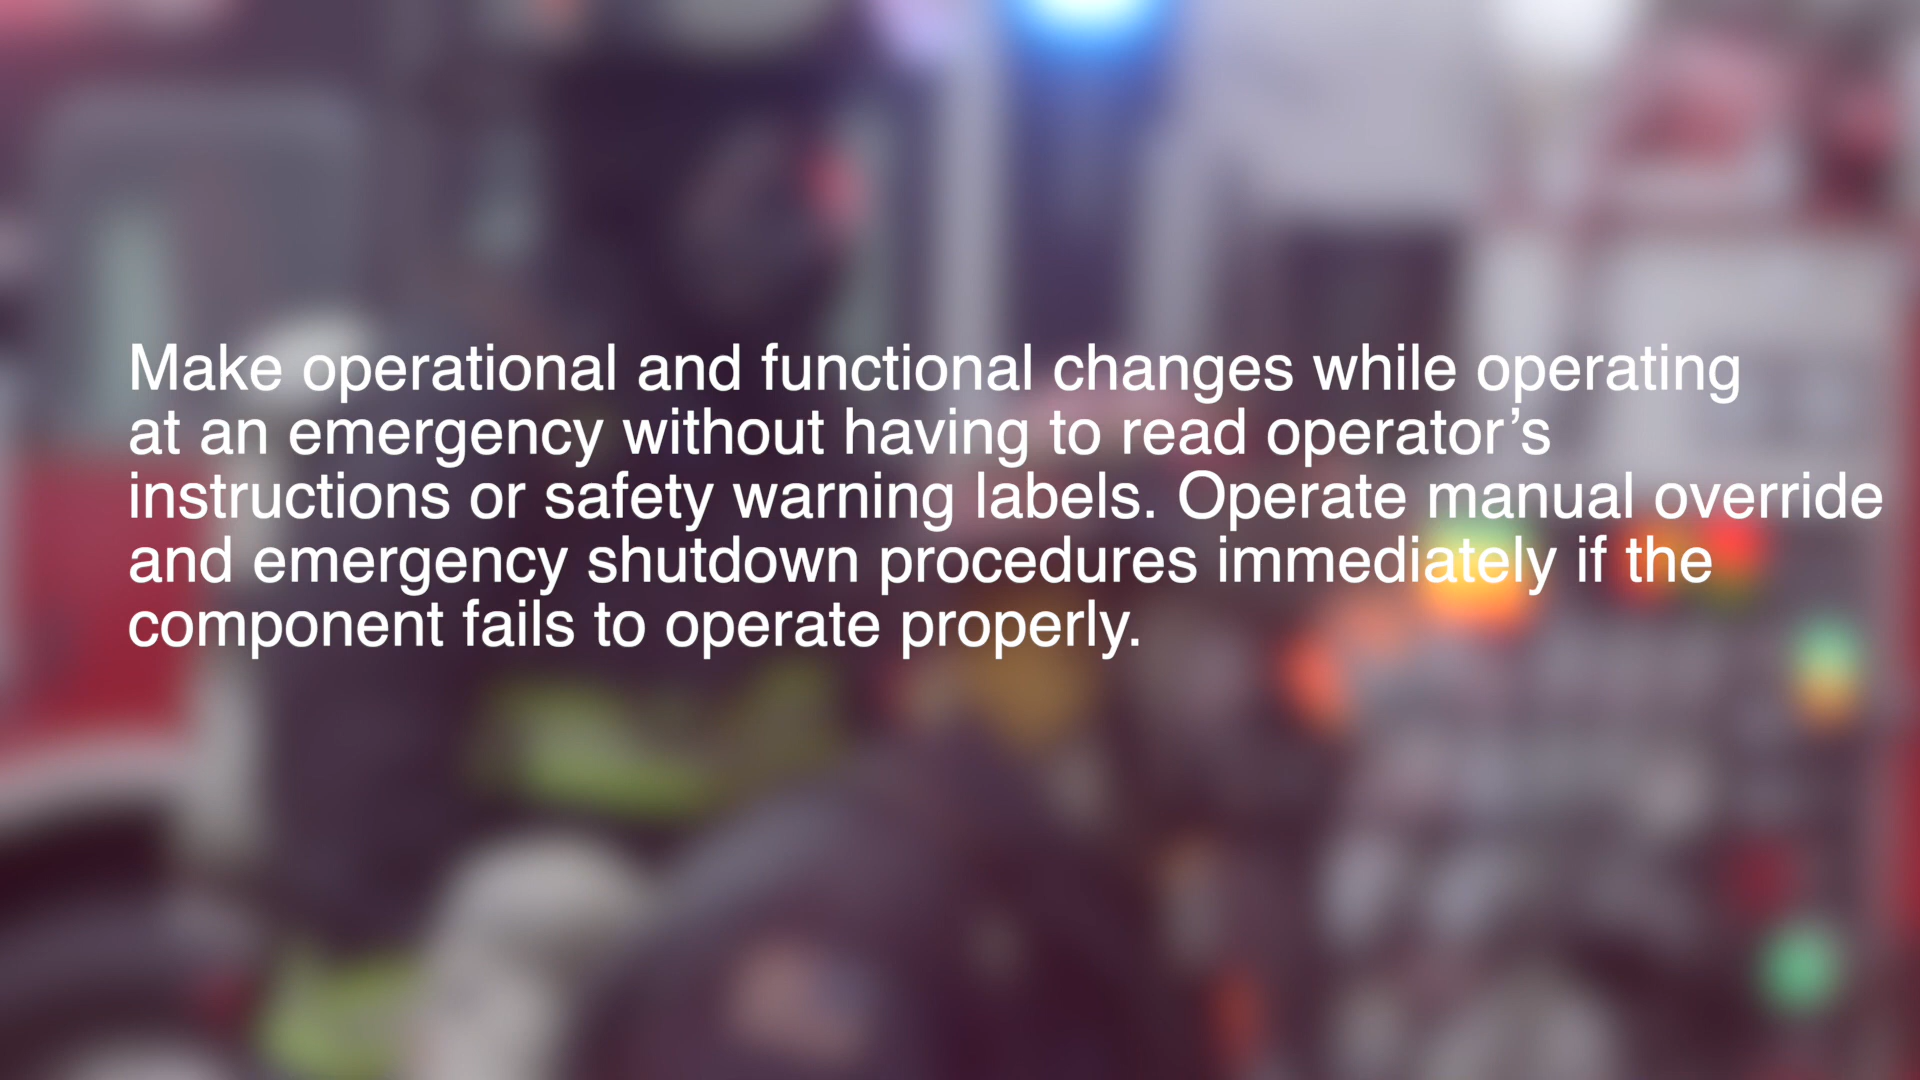 Make operational and functional changes while operating
at an emergency without having to read operator’s
instructions or safety warning labels. Operate manual override
and emergency shutdown procedures immediately if the
component fails to operate properly.